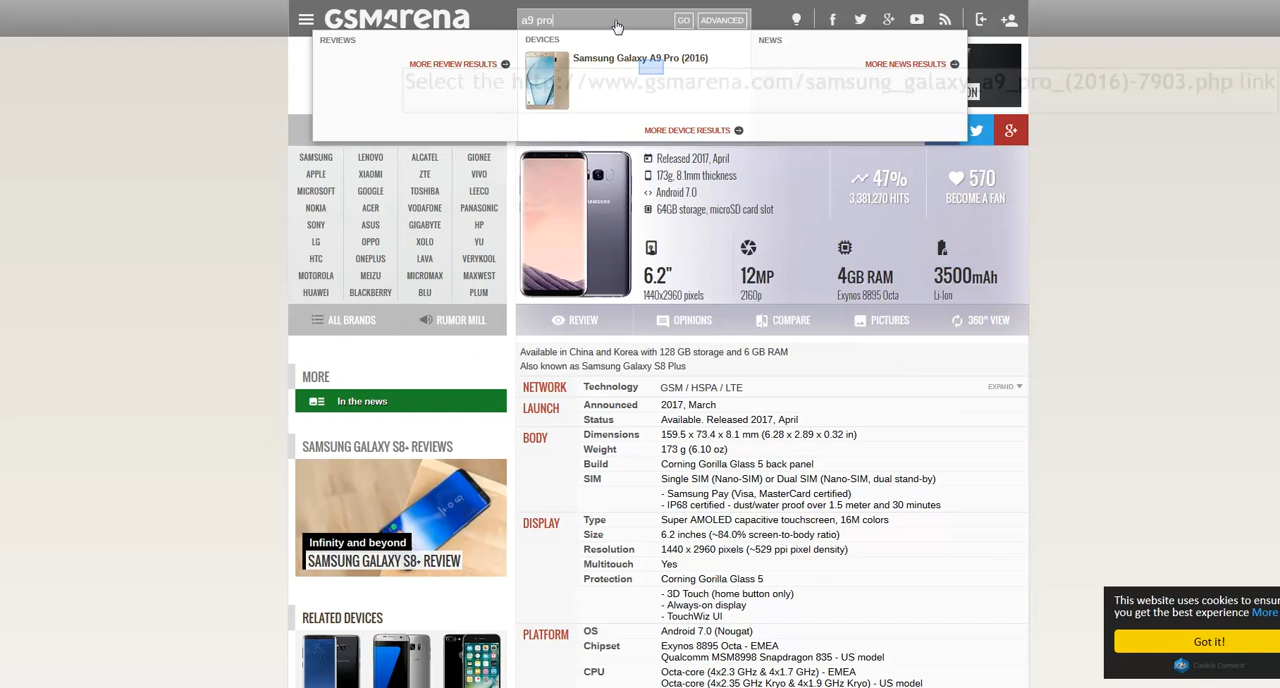 GSMArena
a9 pro
GO
ADVANCED
REVIEWS
MORE REVIEW RESULTS
DEVICES
Samsung Galaxy A9 Pro (2016)
MORE DEVICE RESULTS
NEWS
MORE NEWS RESULTS
Select the http://www.gsmarena.com/samsung_galaxy_a9_pro_(2016)-7903.php link
SAMSUNG LENOVO ALCATEL GIONEE
APPLE XIAOMI ZTE VIVO
MICROSOFT GOOGLE TOSHIBA LEECO
NOKIA ACER VODAFONE PANASONIC
SONY ASUS GIGABYTE HP
LG OPPO XOLO YU
HTC ONEPLUS LAVA VERYKOOL
MOTOROLA MEIZU MICROMAX MAXWEST
HUAWEI BLACKBERRY BLU PLUM
ALL BRANDS
RUMOR MILL
Released 2017, April
173g, 8.1mm thickness
Android 7.0
64GB storage, microSD card slot
47%
3,381,270 HITS
570
BECOME A FAN
6.2"
1440x2960 pixels
12MP
2160p
4GB RAM
Exynos 8895 Octa
3500mAh
Li-Ion
REVIEW
OPINIONS
COMPARE
PICTURES
360° VIEW
MORE
In the news
SAMSUNG GALAXY S8+ REVIEWS
Infinity and beyond
SAMSUNG GALAXY S8+ REVIEW
RELATED DEVICES
Available in China and Korea with 128 GB storage and 6 GB RAM
Also known as Samsung Galaxy S8 Plus
NETWORK Technology GSM / HSPA / LTE EXPAND
LAUNCH Announced 2017, March
Status Available. Released 2017, April
BODY Dimensions 159.5 x 73.4 x 8.1 mm (6.28 x 2.89 x 0.32 in)
Weight 173 g (6.10 oz)
Build Corning Gorilla Glass 5 back panel
SIM Single SIM (Nano-SIM) or Dual SIM (Nano-SIM, dual stand-by)
- Samsung Pay (Visa, MasterCard certified)
- IP68 certified - dust/water proof over 1.5 meter and 30 minutes
DISPLAY Type Super AMOLED capacitive touchscreen, 16M colors
Size 6.2 inches (~84.0% screen-to-body ratio)
Resolution 1440 x 2960 pixels (~529 ppi pixel density)
Multitouch Yes
Protection Corning Gorilla Glass 5
- 3D Touch (home button only)
- Always-on display
- TouchWiz UI
PLATFORM OS Android 7.0 (Nougat)
Chipset Exynos 8895 Octa - EMEA
Qualcomm MSM8998 Snapdragon 835 - US model
CPU Octa-core (4x2.3 GHz & 4x1.7 GHz) - EMEA
Octa-core (4x2.35 GHz Kryo & 4x1.9 GHz Kryo) - US model
This website uses cookies to ensur
you get the best experience More
Got it!
Cookie Consent